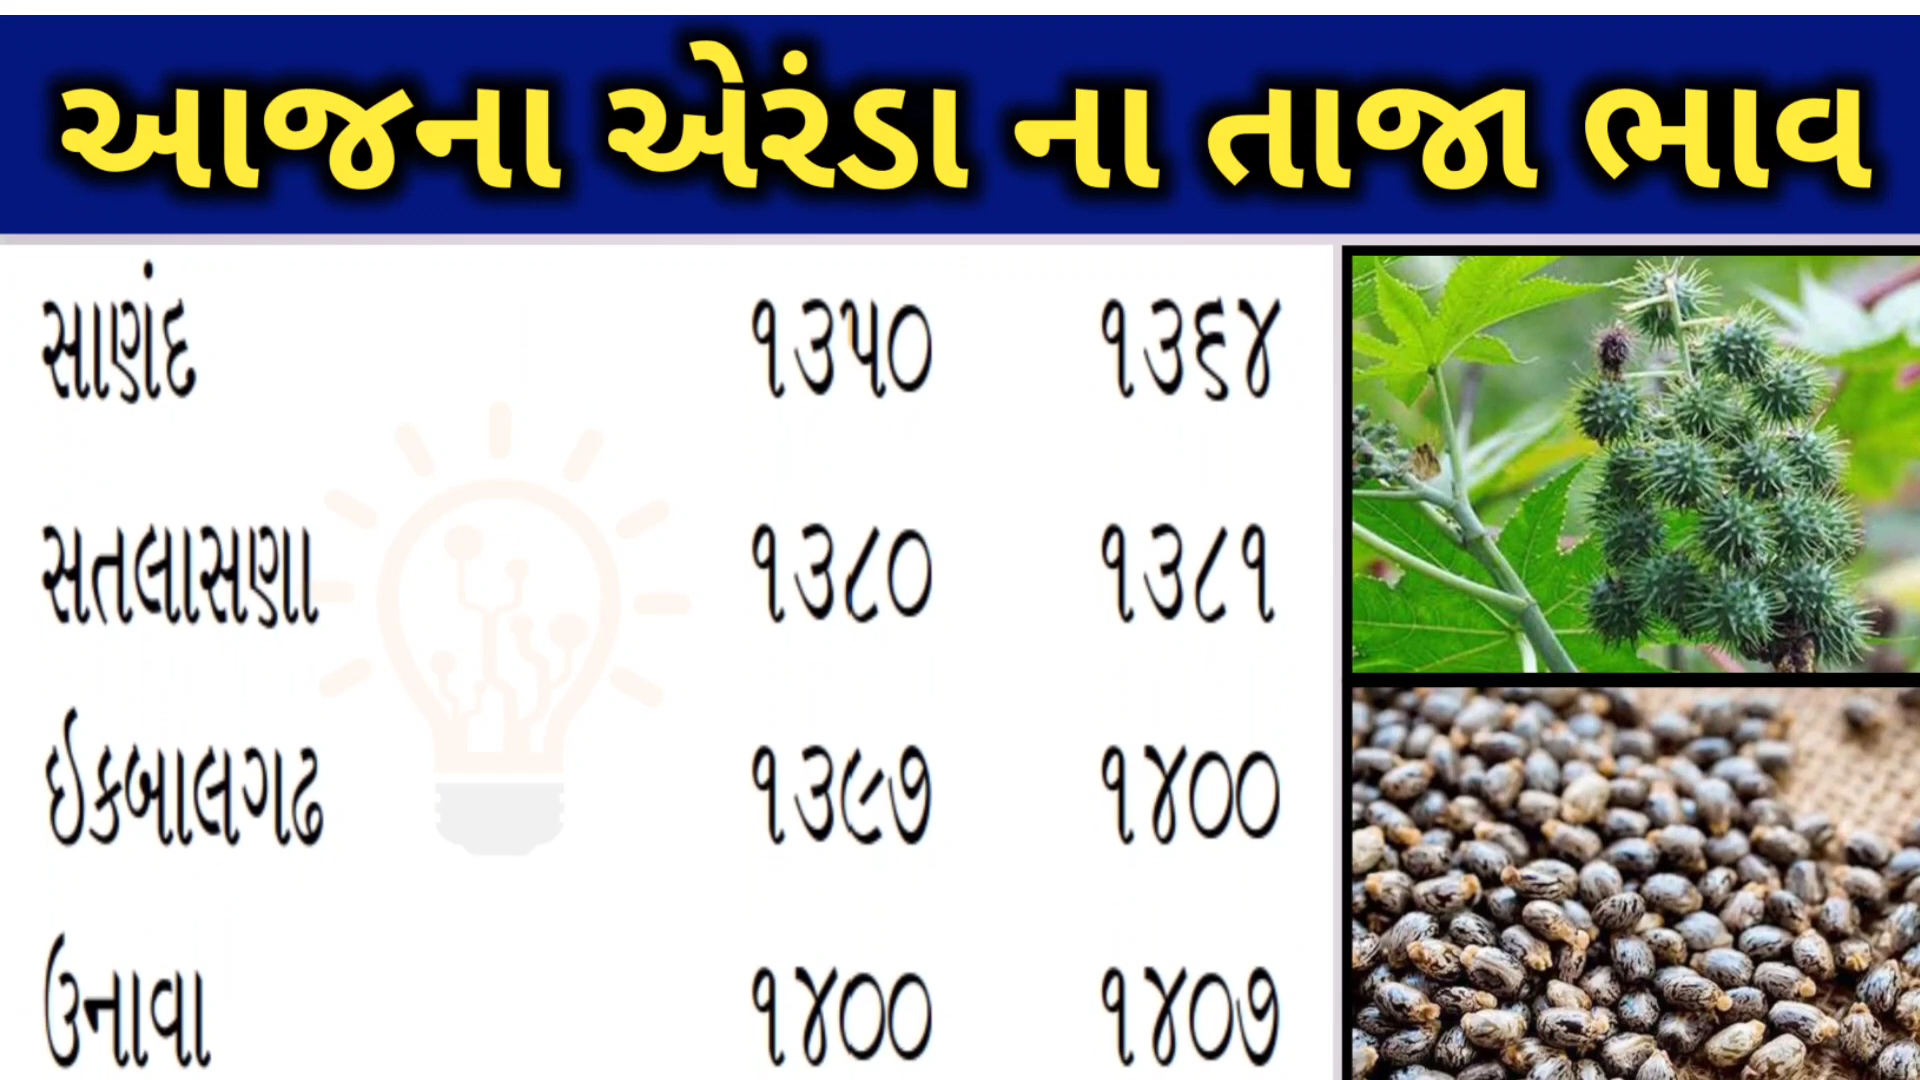 આજના એરંડા ના તાજા ભાવ
સાણંદ ૧૩૫૦ ૧૩૬૪
સતલાસણા ૧૩૮૦ ૧૩૮૧
ઈકબાલગઢ ૧૩૯૭ ૧૪૦૦
ઉનાવા ૧૪૦૦ ૧૪૦૭